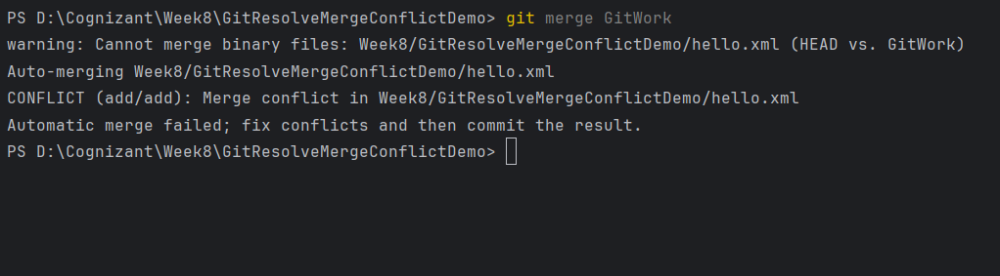 PS D:\Cognizant\Week8\GitResolveMergeConflictDemo> git merge GitWork
warning: Cannot merge binary files: Week8/GitResolveMergeConflictDemo/hello.xml (HEAD vs. GitWork)
Auto-merging Week8/GitResolveMergeConflictDemo/hello.xml
CONFLICT (add/add): Merge conflict in Week8/GitResolveMergeConflictDemo/hello.xml
Automatic merge failed; fix conflicts and then commit the result.
PS D:\Cognizant\Week8\GitResolveMergeConflictDemo>